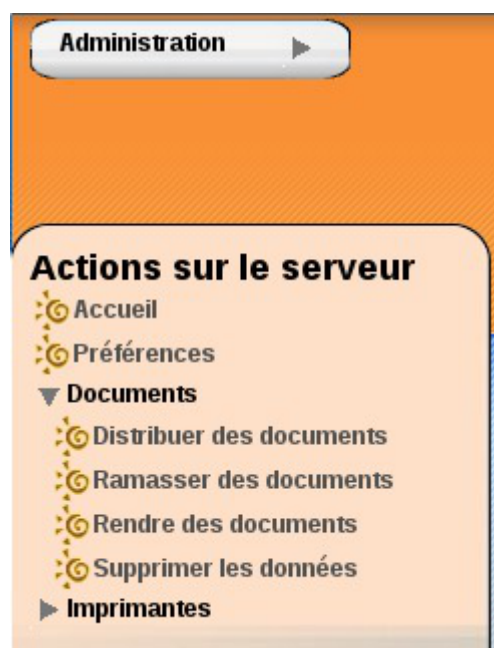 Administration
Actions sur le serveur
Accueil
Préférences
Documents
Distribuer des documents
Ramasser des documents
Rendre des documents
Supprimer les données
Imprimantes